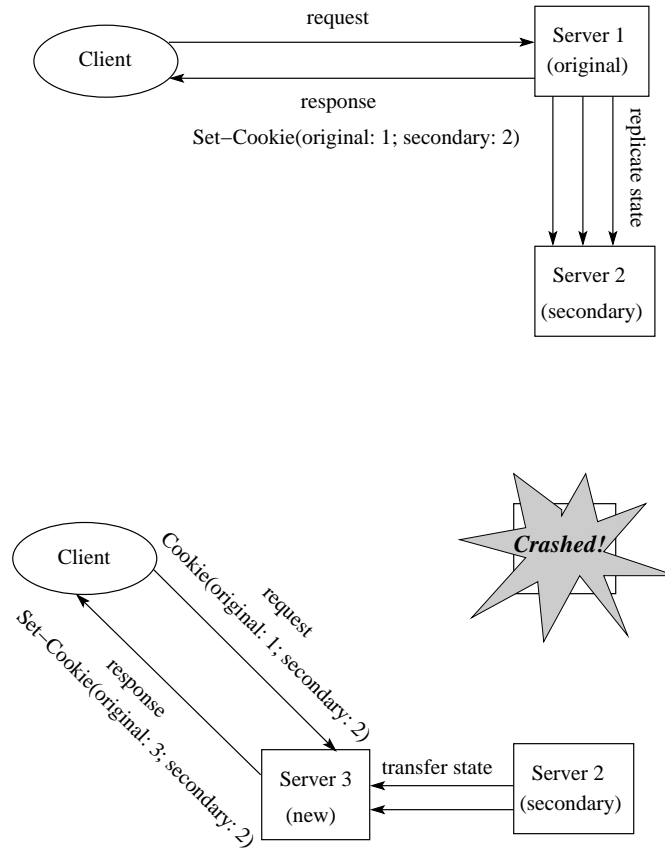 request
Client
Server 1
(original)
response
Set–Cookie(original: 1; secondary: 2)
replicate state
Server 2
(secondary)
Crashed!
Client
request
Cookie(original: 1; secondary: 2)
response
Set–Cookie(original: 3; secondary: 2)
Server 3
(new)
transfer state
Server 2
(secondary)